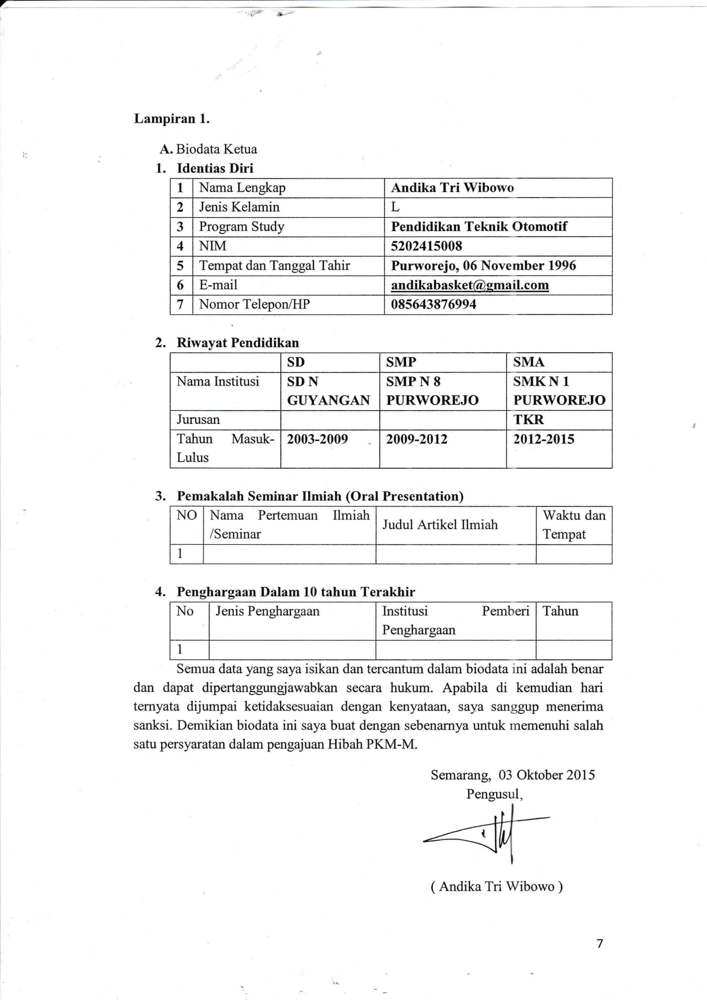 Lampiran 1.
A. Biodata Ketua
1. Identias Diri
1 Nama Lengkap Andika Tri Wibowo
2 Jenis Kelamin L
3 Program Study Pendidikan Teknik Otomotif
4 NIM 5202415008
5 Tempat dan Tanggal Tahir Purworejo, 06 November 1996
6 E-mail andikabasket@gmail.com
7 Nomor Telepon/HP 085643876994
2. Riwayat Pendidikan
SD SMP SMA
Nama Institusi SD N SMP N 8 SMK N 1
GUYANGAN PURWOREJO PURWOREJO
Jurusan TKR
Tahun Masuk- 2003-2009 2009-2012 2012-2015
Lulus
3. Pemakalah Seminar Ilmiah (Oral Presentation)
NO Nama Pertemuan Ilmiah Judul Artikel Ilmiah Waktu dan
/Seminar Tempat
1
4. Penghargaan Dalam 10 tahun Terakhir
No Jenis Penghargaan Institusi Pemberi Tahun
Penghargaan
1
Semua data yang saya isikan dan tercantum dalam biodata ini adalah benar
dan dapat dipertanggungjawabkan secara hukum. Apabila di kemudian hari
ternyata dijumpai ketidaksesuaian dengan kenyataan, saya sanggup menerima
sanksi. Demikian biodata ini saya buat dengan sebenarnya untuk memenuhi salah
satu persyaratan dalam pengajuan Hibah PKM-M.
Semarang, 03 Oktober 2015
Pengusul,
( Andika Tri Wibowo )
7